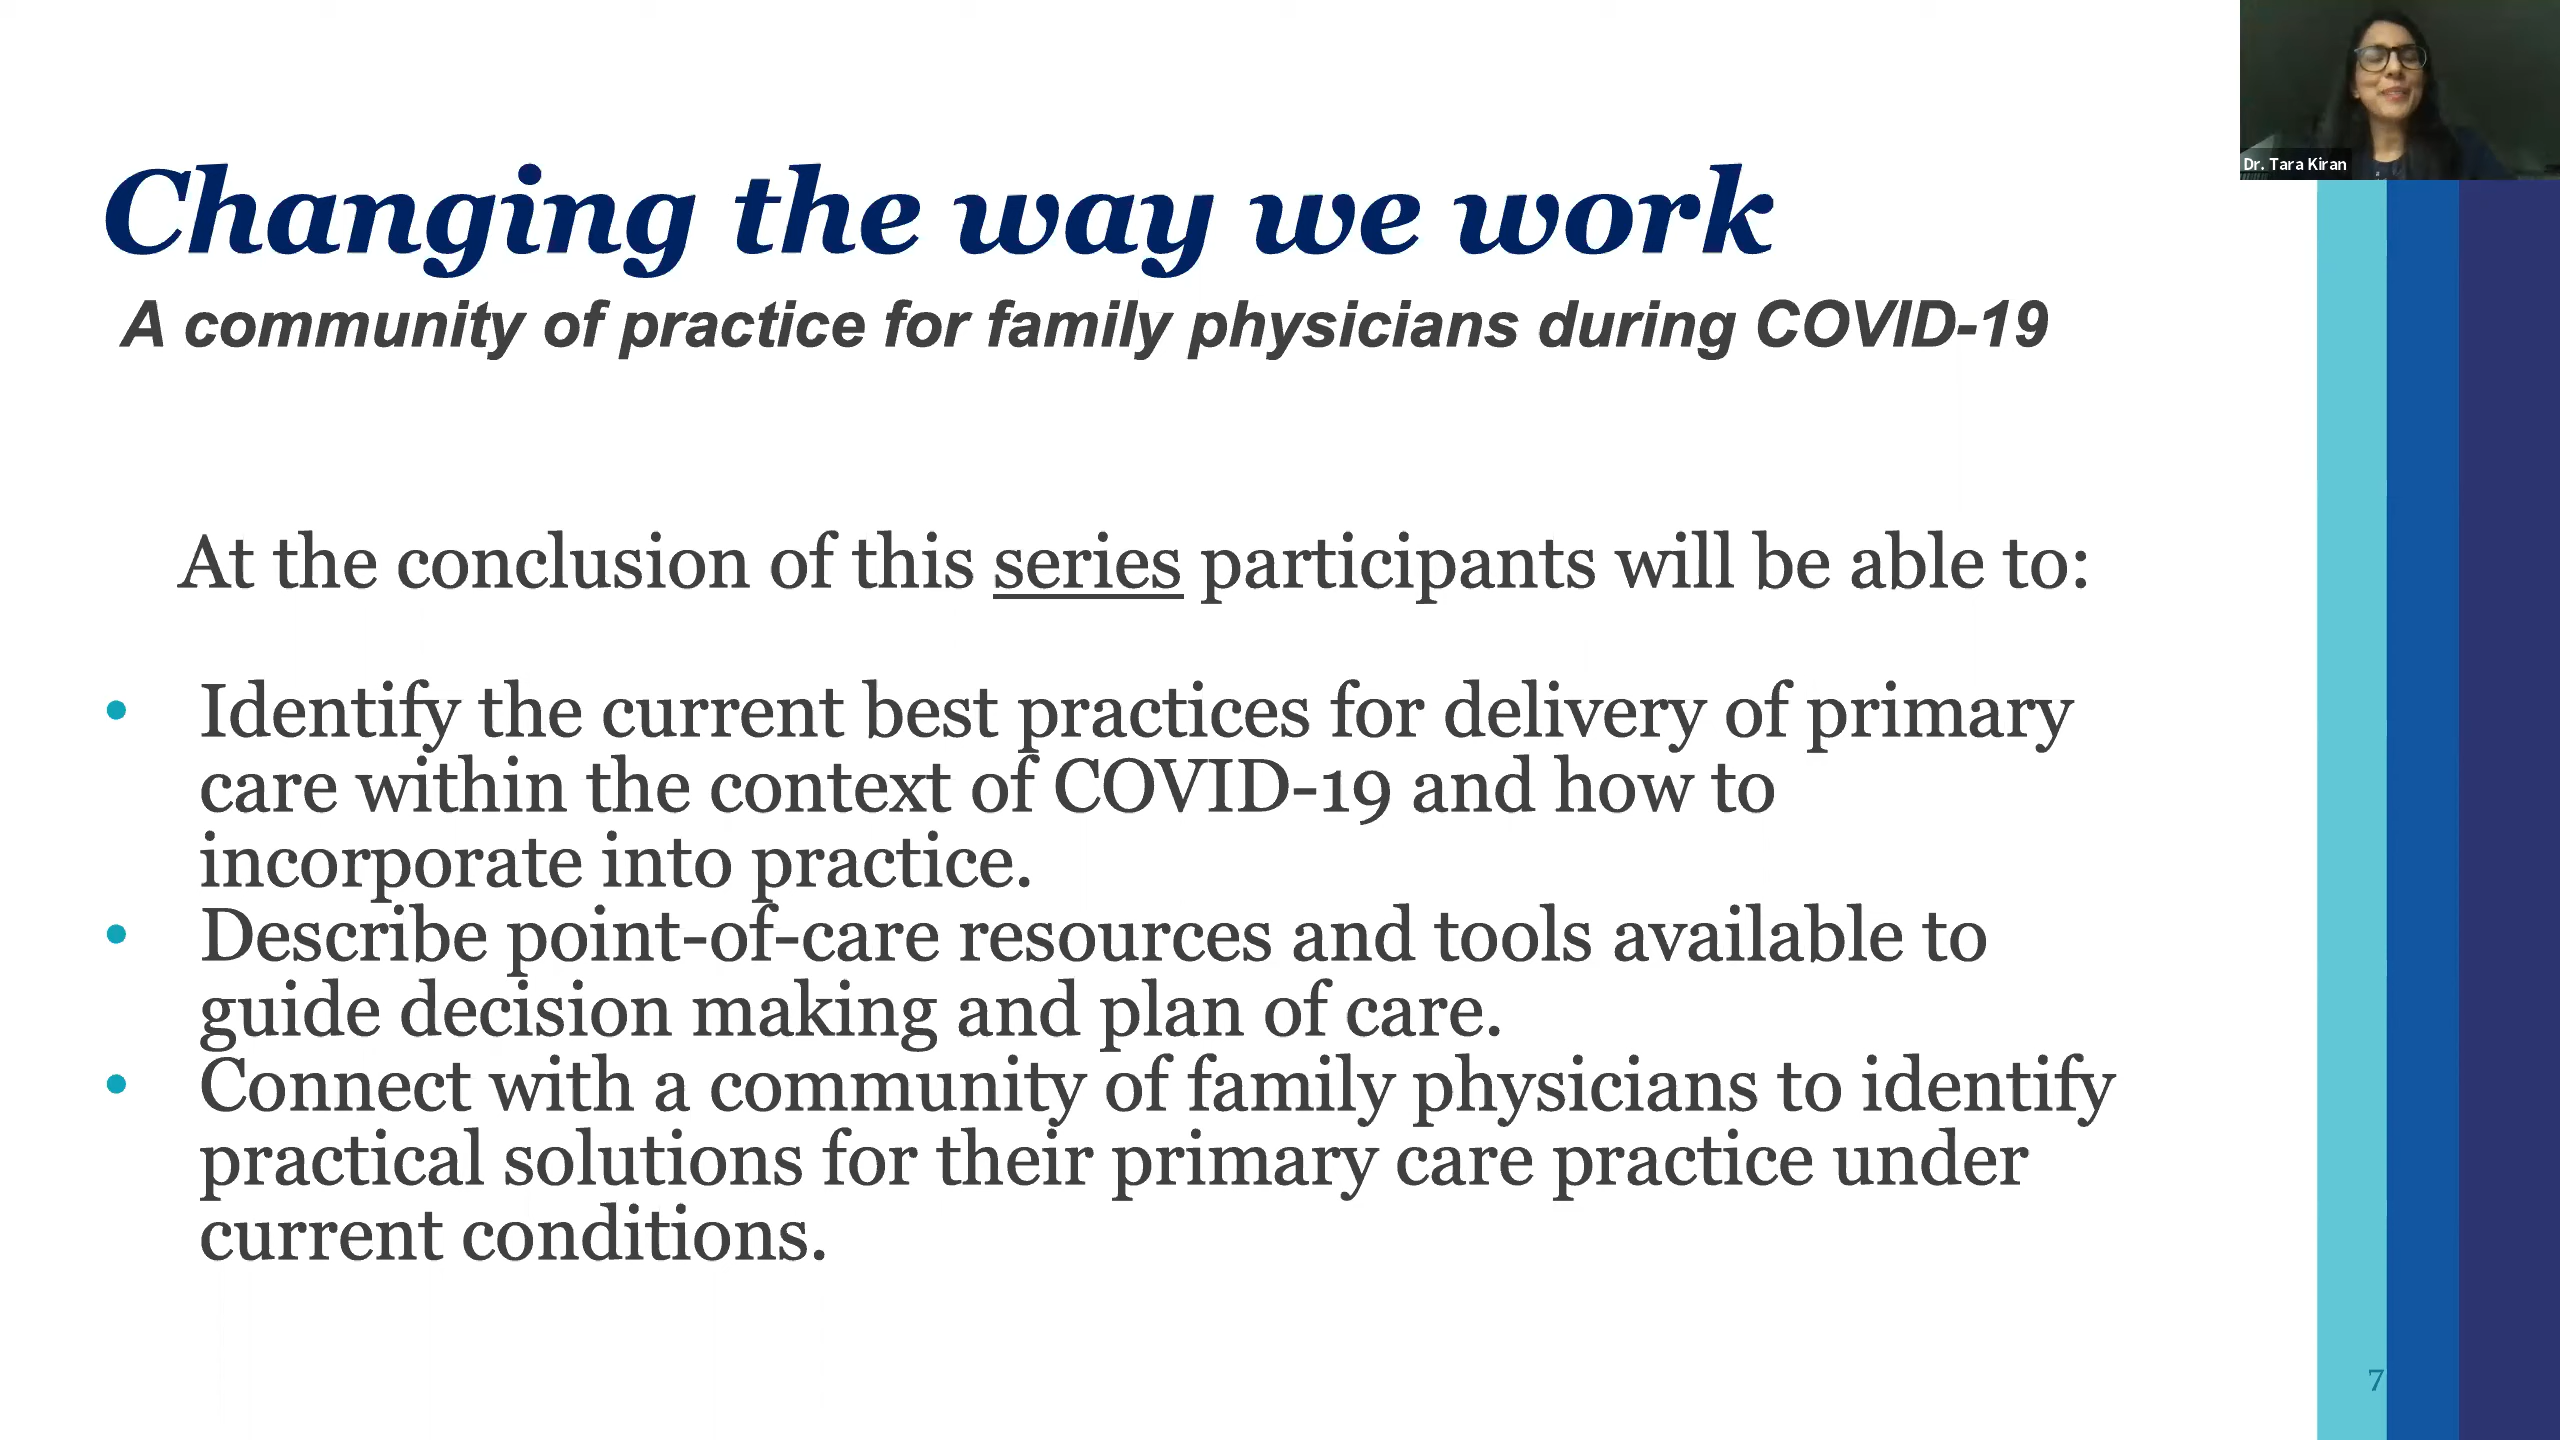 Dr. Tara Kiran
Changing the way we work
A community of practice for family physicians during COVID-19
At the conclusion of this series participants will be able to:
• Identify the current best practices for delivery of primary
care within the context of COVID-19 and how to
incorporate into practice.
• Describe point-of-care resources and tools available to
guide decision making and plan of care.
• Connect with a community of family physicians to identify
practical solutions for their primary care practice under
current conditions.
7